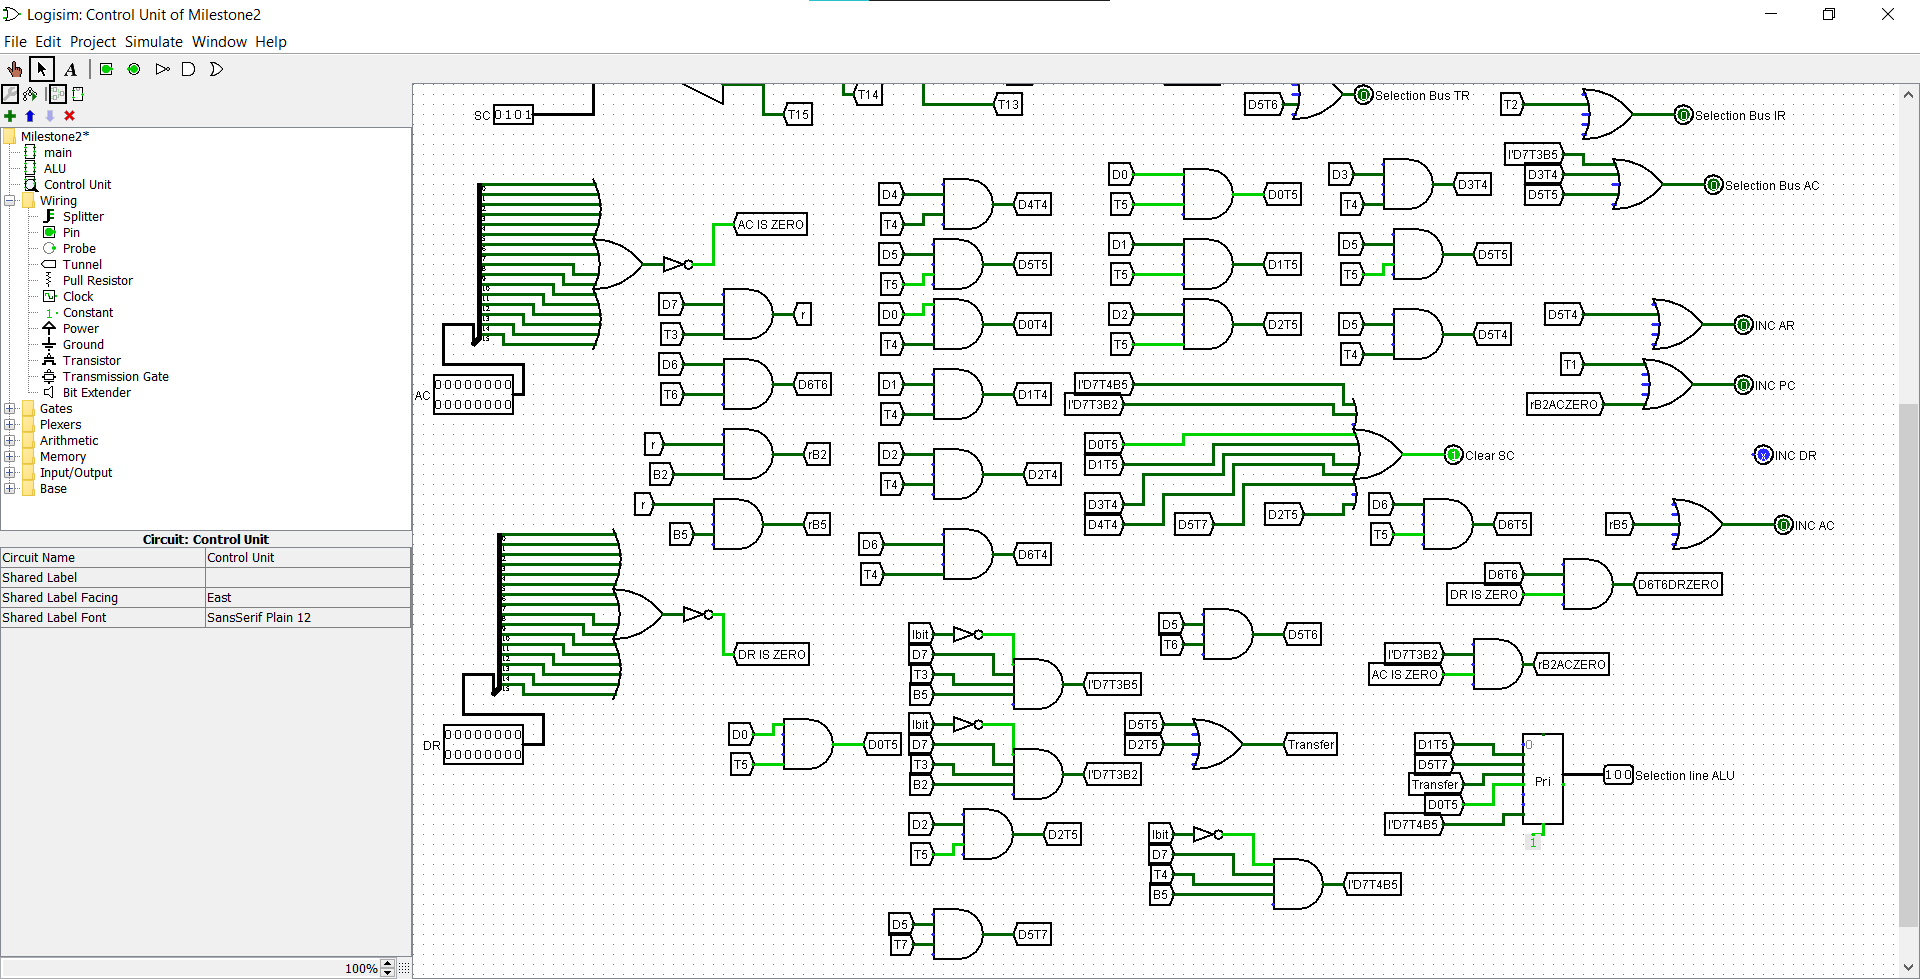 Logisim: Control Unit of Milestone2
File Edit Project Simulate Window Help
Milestone2*
main
ALU
Control Unit
Wiring
Splitter
Pin
Probe
Tunnel
Pull Resistor
Clock
Constant
Power
Ground
Transistor
Transmission Gate
Bit Extender
Gates
Plexers
Arithmetic
Memory
Input/Output
Base
Circuit: Control Unit
Circuit Name Control Unit
Shared Label
Shared Label Facing East
Shared Label Font SansSerif Plain 12
100%
SC 0101
T15
T14
T13
D5T6
Selection Bus TR
T2
Selection Bus IR
I'D7T3B5
D3T4
D5T5
Selection Bus AC
AC IS ZERO
AC
00000000
00000000
D7
T3
r
D6
T6
D6T6
r
B2
rB2
r
B5
rB5
D4
T4
D4T4
D5
T5
D5T5
D0
T4
D0T4
D1
T4
D1T4
D2
T4
D2T4
D6
T4
D6T4
D0
T5
D0T5
D1
T5
D1T5
D2
T5
D2T5
D3
T4
D3T4
D5
T5
D5T5
D5
T4
D5T4
I'D7T4B5
I'D7T3B2
D0T5
D1T5
D3T4
D4T4
D5T7
D2T5
Clear SC
D6
T5
D6T5
D5T4
INC AR
T1
rB2ACZERO
INC PC
INC DR
rB5
INC AC
D6T6
DR IS ZERO
D6T6DRZERO
I'D7T3B2
AC IS ZERO
rB2ACZERO
DR IS ZERO
DR
00000000
00000000
D0
T5
D0T5
Ibit
D7
T3
B5
I'D7T3B5
Ibit
D7
T3
B2
I'D7T3B2
D2
T5
D2T5
D5
T7
D5T7
D5
T6
D5T6
D5T5
D2T5
Transfer
Ibit
D7
T4
B5
I'D7T4B5
D1T5
D5T7
Transfer
D0T5
I'D7T4B5
0
Pri
1
100 Selection line ALU